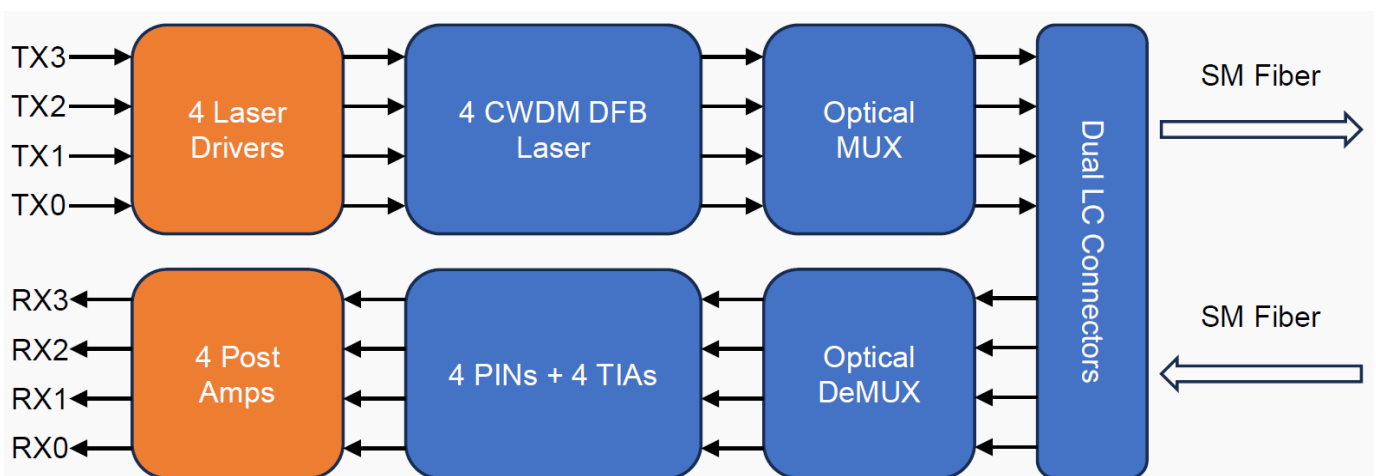 TX3
TX2
TX1
TX0
4 Laser
Drivers
4 CWDM DFB
Laser
Optical
MUX
Dual LC Connectors
SM Fiber
RX3
RX2
RX1
RX0
4 Post
Amps
4 PINs + 4 TIAs
Optical
DeMUX
SM Fiber